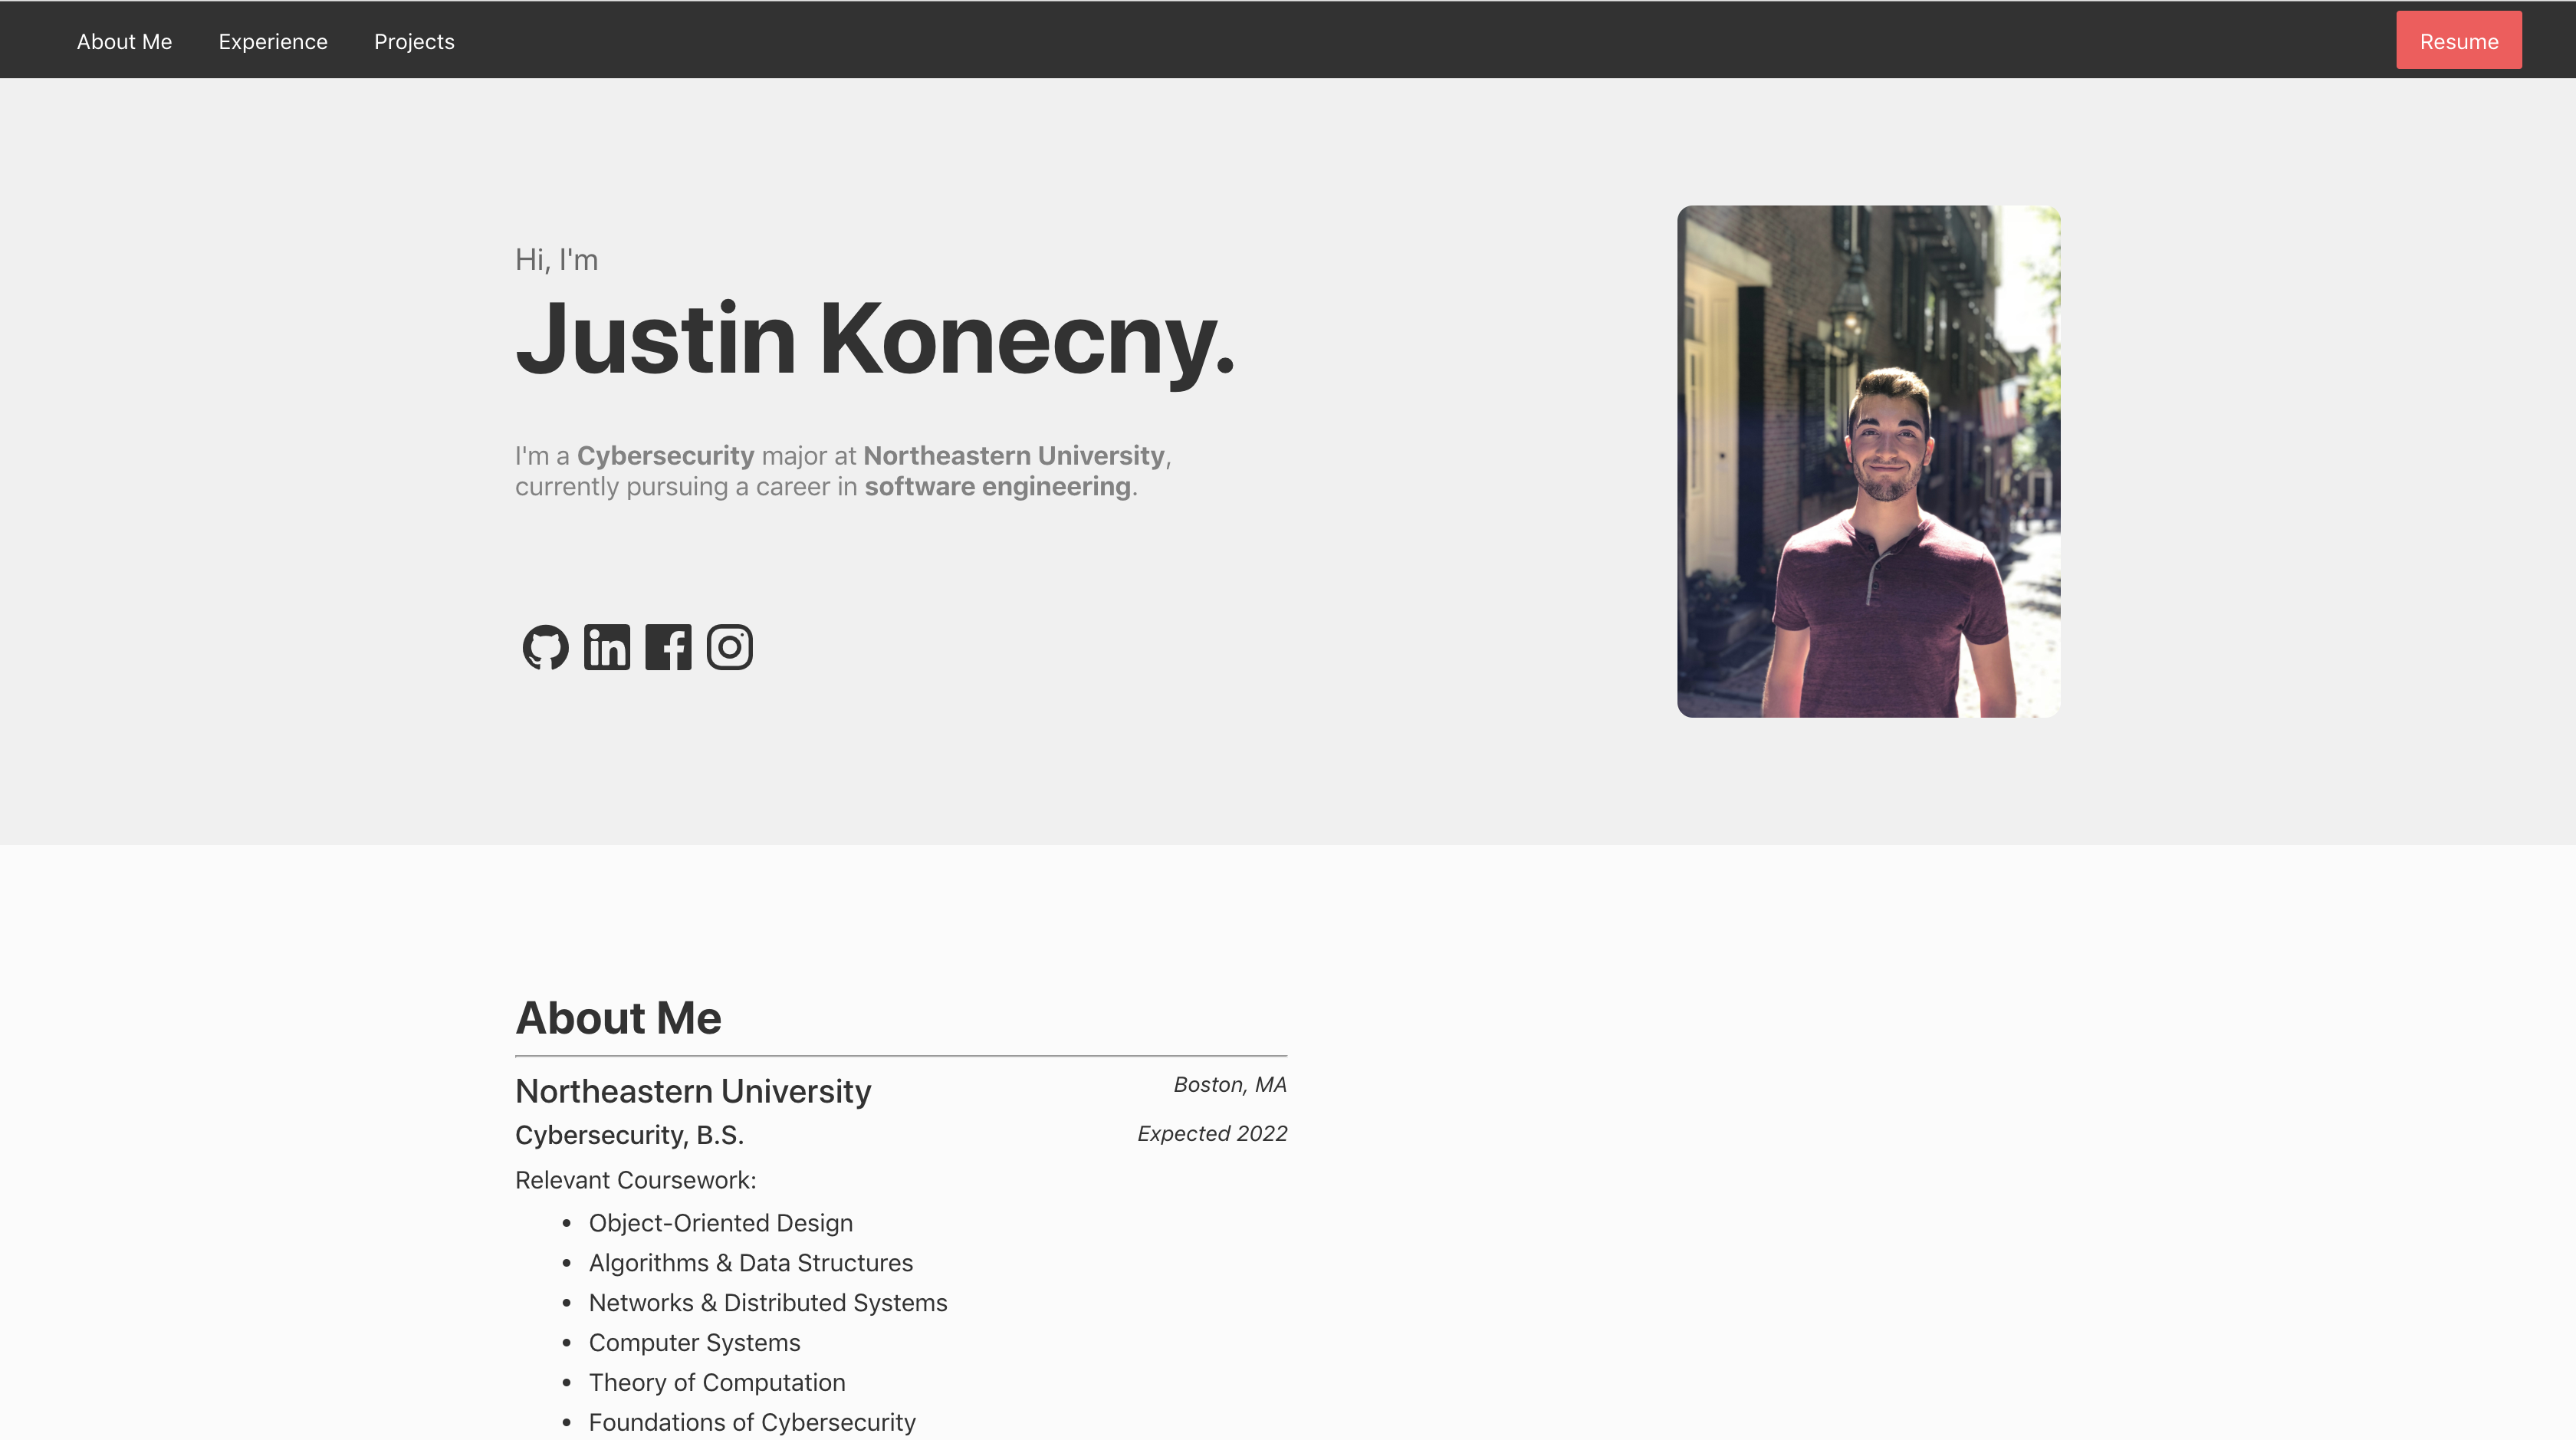 About Me Experience Projects Resume
Hi, I'm
Justin Konecny.
I'm a Cybersecurity major at Northeastern University,
currently pursuing a career in software engineering.
in f
About Me
Northeastern University Boston, MA
Cybersecurity, B.S. Expected 2022
Relevant Coursework:
• Object-Oriented Design
• Algorithms & Data Structures
• Networks & Distributed Systems
• Computer Systems
• Theory of Computation
• Foundations of Cybersecurity